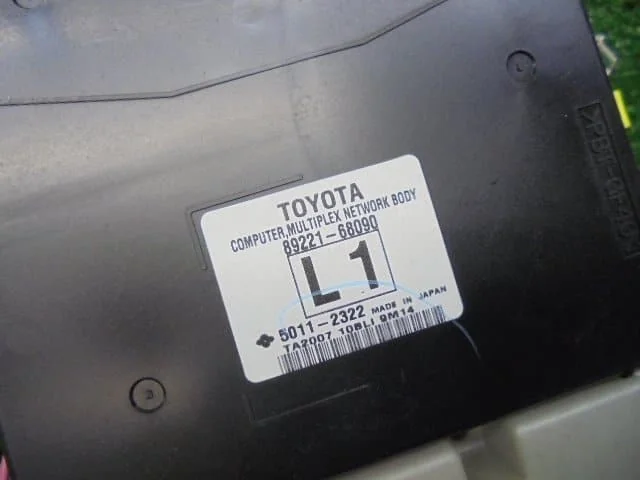 TOYOTA
COMPUTER,MULTIPLEX NETWORK BODY
89221-68090
L1
5011-2322 MADE IN JAPAN
TA2007 10BLI 9M14